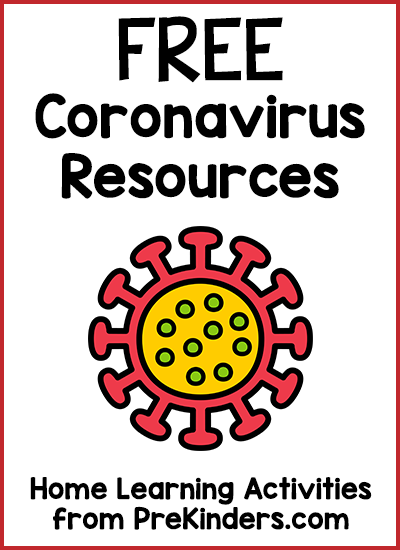 FREE
Coronavirus
Resources
Home Learning Activities
from PreKinders.com